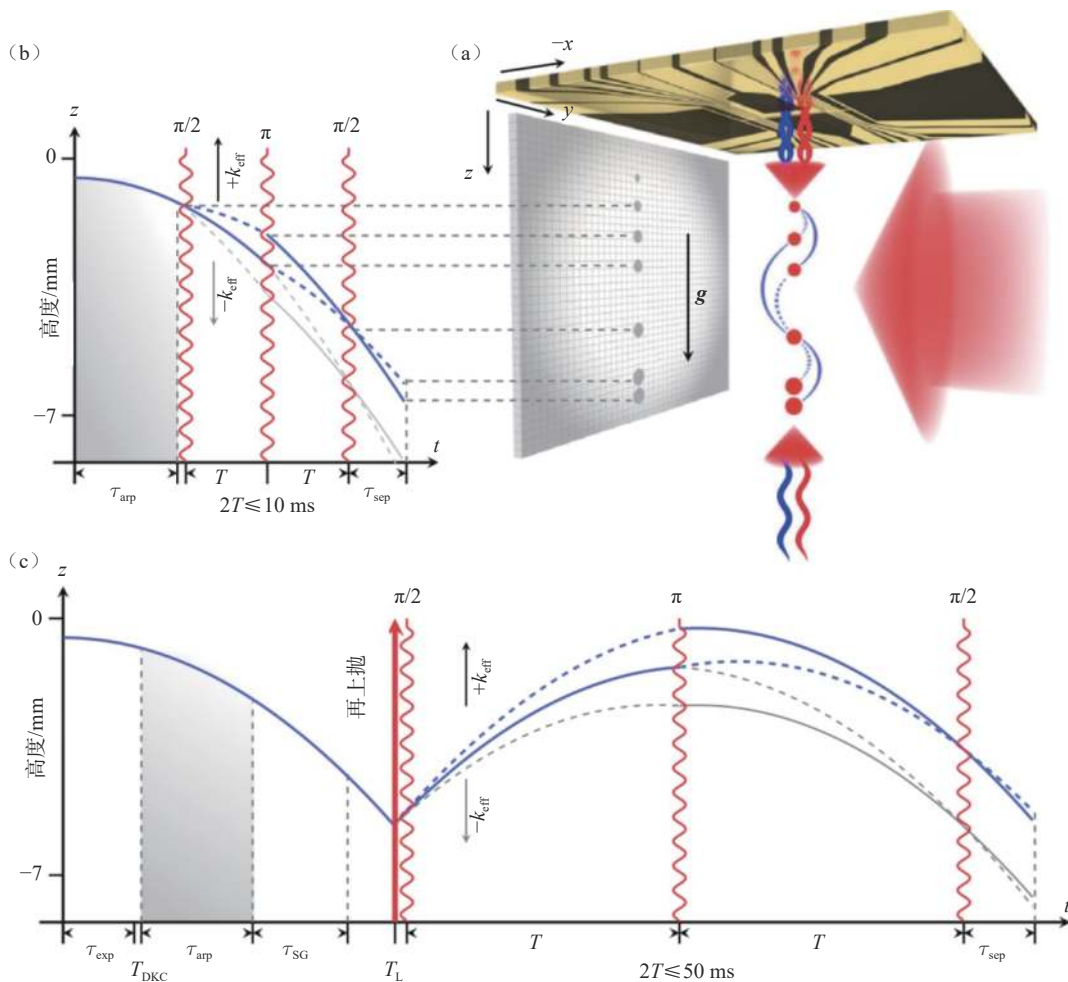 （b）
z
0
高度/mm
−7
π/2
π
π/2
+k_eff
−k_eff
t
τ_arp
T
T
τ_sep
2T≤10 ms
（a）
−x
y
z
g
（c）
z
0
高度/mm
−7
π/2
π
π/2
再上抛
+k_eff
−k_eff
t
τ_exp
T_DKC
τ_arp
τ_SG
T_L
T
T
τ_sep
2T≤50 ms